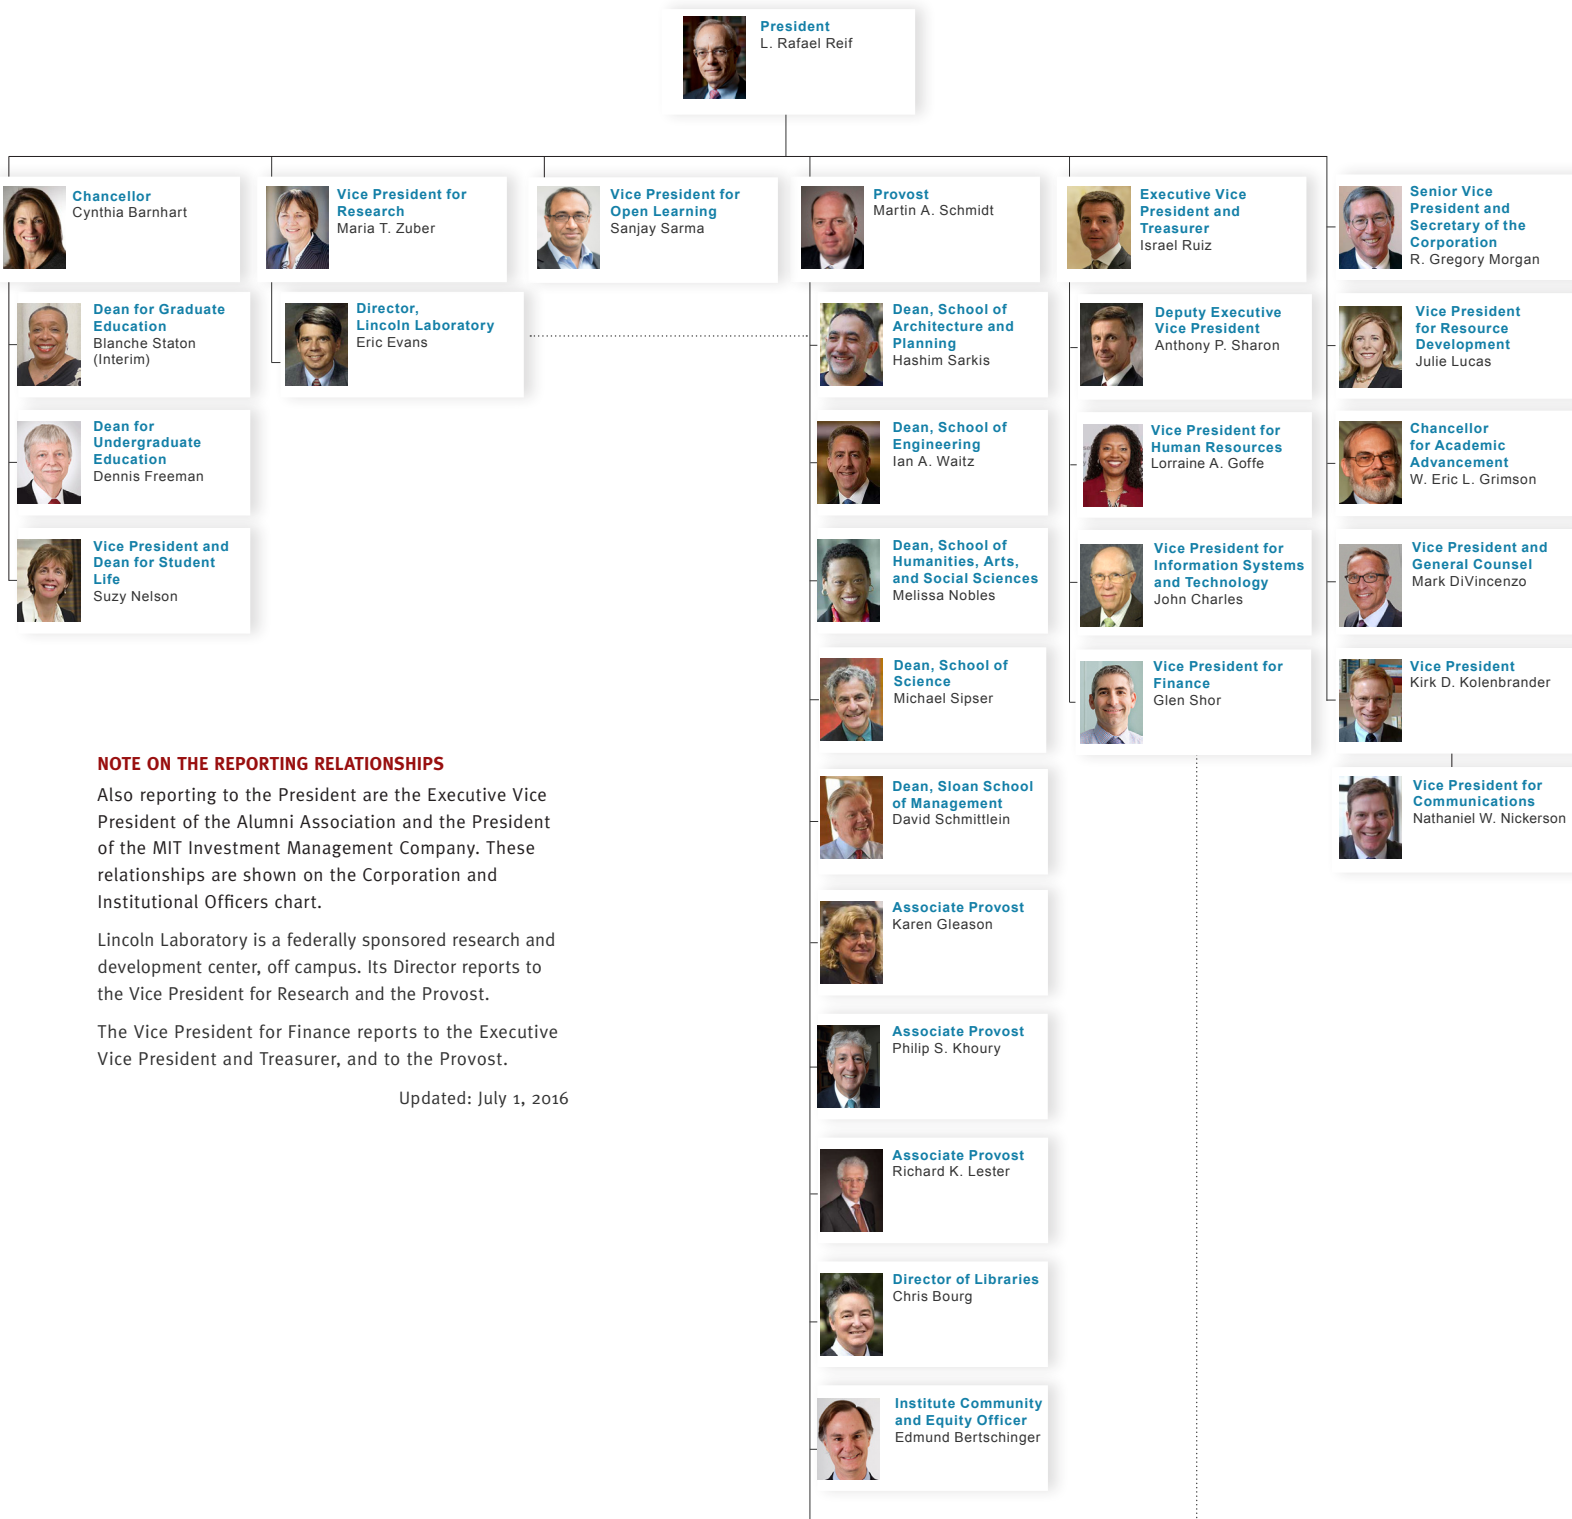 President
L. Rafael Reif
Chancellor
Cynthia Barnhart
Vice President for
Research
Maria T. Zuber
Vice President for
Open Learning
Sanjay Sarma
Provost
Martin A. Schmidt
Executive Vice
President and
Treasurer
Israel Ruiz
Senior Vice
President and
Secretary of the
Corporation
R. Gregory Morgan
Dean for Graduate
Education
Blanche Staton
(Interim)
Director,
Lincoln Laboratory
Eric Evans
Dean, School of
Architecture and
Planning
Hashim Sarkis
Deputy Executive
Vice President
Anthony P. Sharon
Vice President
for Resource
Development
Julie Lucas
Dean for
Undergraduate
Education
Dennis Freeman
Dean, School of
Engineering
Ian A. Waitz
Vice President for
Human Resources
Lorraine A. Goffe
Chancellor
for Academic
Advancement
W. Eric L. Grimson
Vice President and
Dean for Student
Life
Suzy Nelson
Dean, School of
Humanities, Arts,
and Social Sciences
Melissa Nobles
Vice President for
Information Systems
and Technology
John Charles
Vice President and
General Counsel
Mark DiVincenzo
Dean, School of
Science
Michael Sipser
Vice President for
Finance
Glen Shor
Vice President
Kirk D. Kolenbrander
NOTE ON THE REPORTING RELATIONSHIPS
Also reporting to the President are the Executive Vice
President of the Alumni Association and the President
of the MIT Investment Management Company. These
relationships are shown on the Corporation and
Institutional Officers chart.
Lincoln Laboratory is a federally sponsored research and
development center, off campus. Its Director reports to
the Vice President for Research and the Provost.
The Vice President for Finance reports to the Executive
Vice President and Treasurer, and to the Provost.
Updated: July 1, 2016
Dean, Sloan School
of Management
David Schmittlein
Vice President for
Communications
Nathaniel W. Nickerson
Associate Provost
Karen Gleason
Associate Provost
Philip S. Khoury
Associate Provost
Richard K. Lester
Director of Libraries
Chris Bourg
Institute Community
and Equity Officer
Edmund Bertschinger